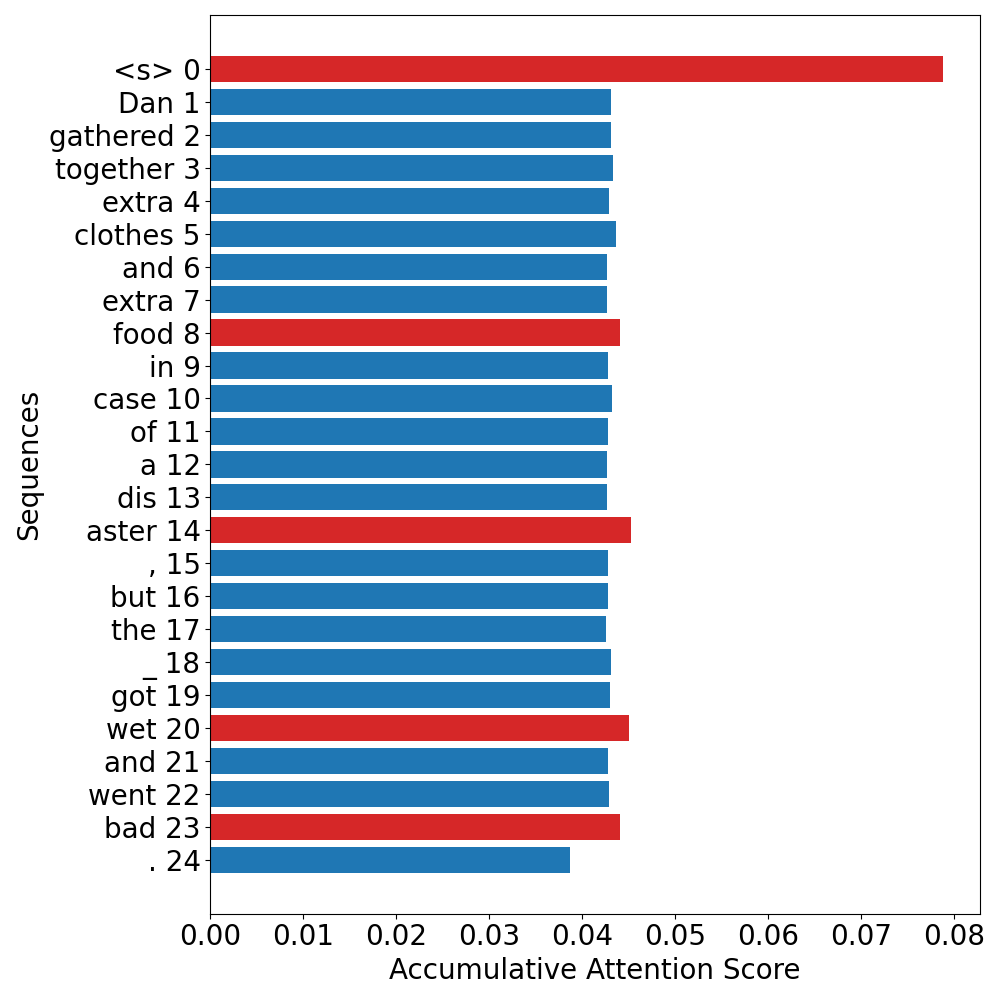 <s> 0
Dan 1
gathered 2
together 3
extra 4
clothes 5
and 6
extra 7
food 8
in 9
case 10
of 11
a 12
dis 13
aster 14
, 15
but 16
the 17
_ 18
got 19
wet 20
and 21
went 22
bad 23
. 24
Sequences
0.00 0.01 0.02 0.03 0.04 0.05 0.06 0.07 0.08
Accumulative Attention Score